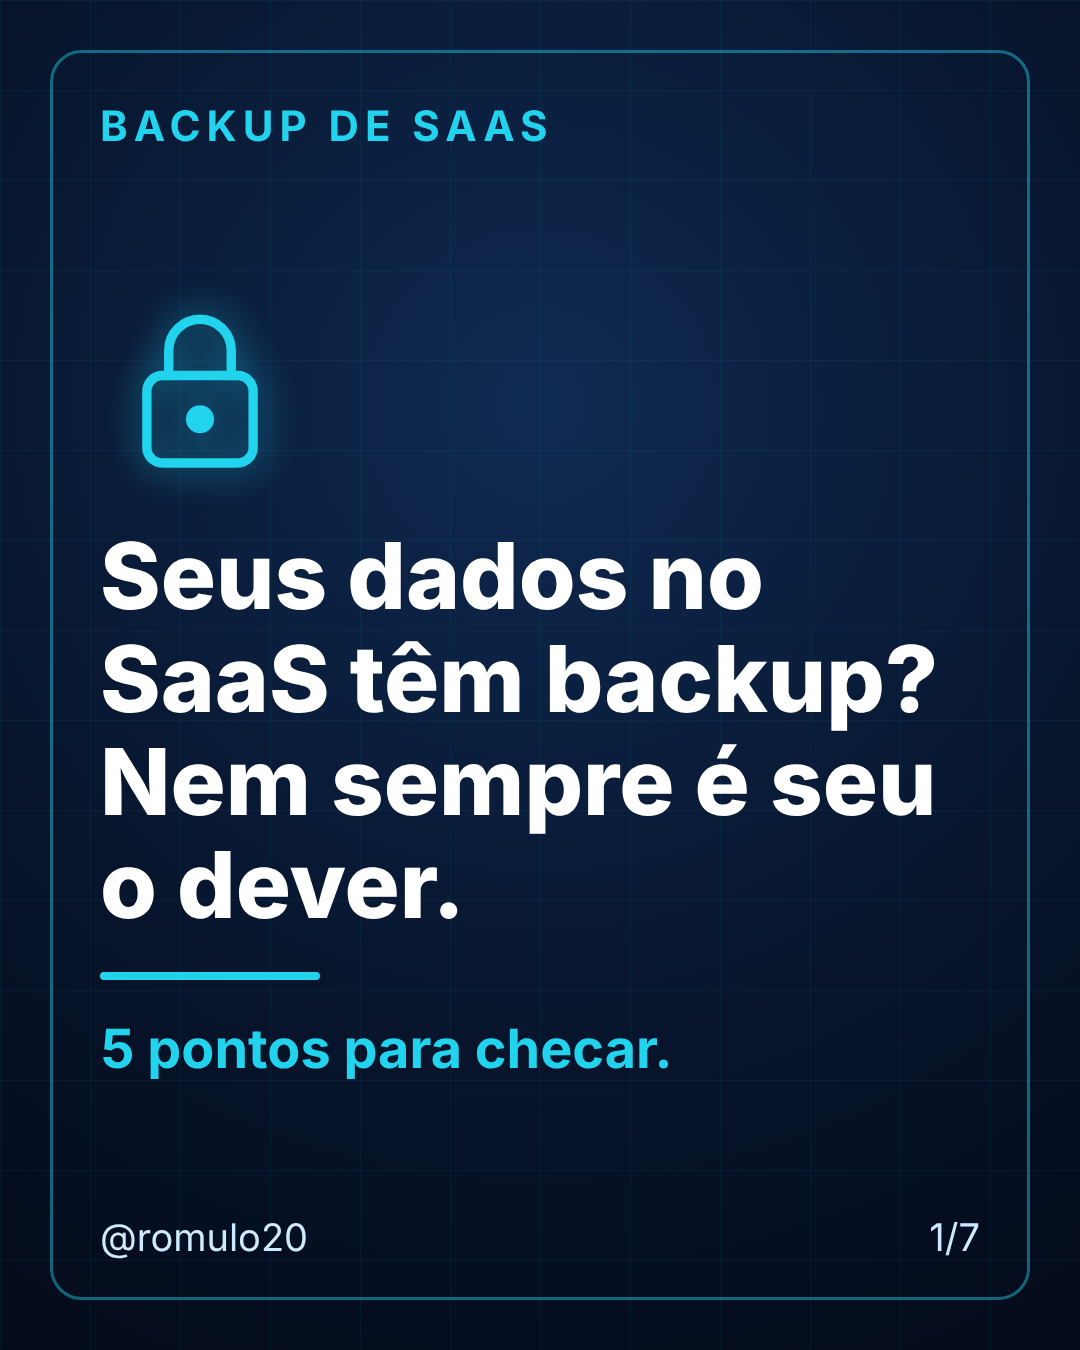 BACKUP DE SAAS
Seus dados no
SaaS têm backup?
Nem sempre é seu
o dever.
5 pontos para checar.
@romulo20
1/7